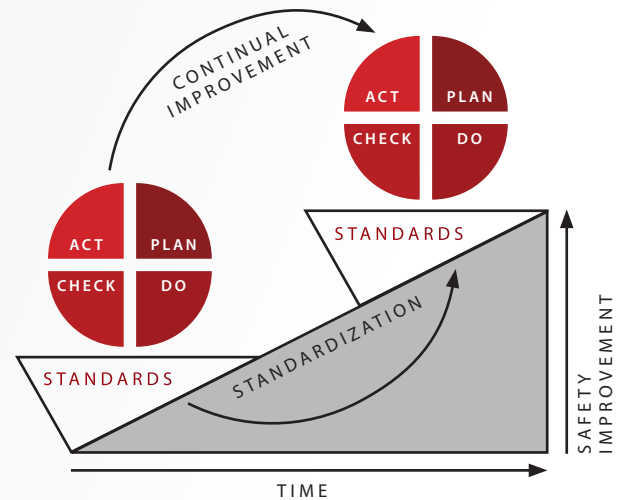 CONTINUAL
IMPROVEMENT
ACT
PLAN
CHECK
DO
ACT
PLAN
CHECK
DO
STANDARDS
STANDARDS
STANDARDIZATION
SAFETY
IMPROVEMENT
TIME